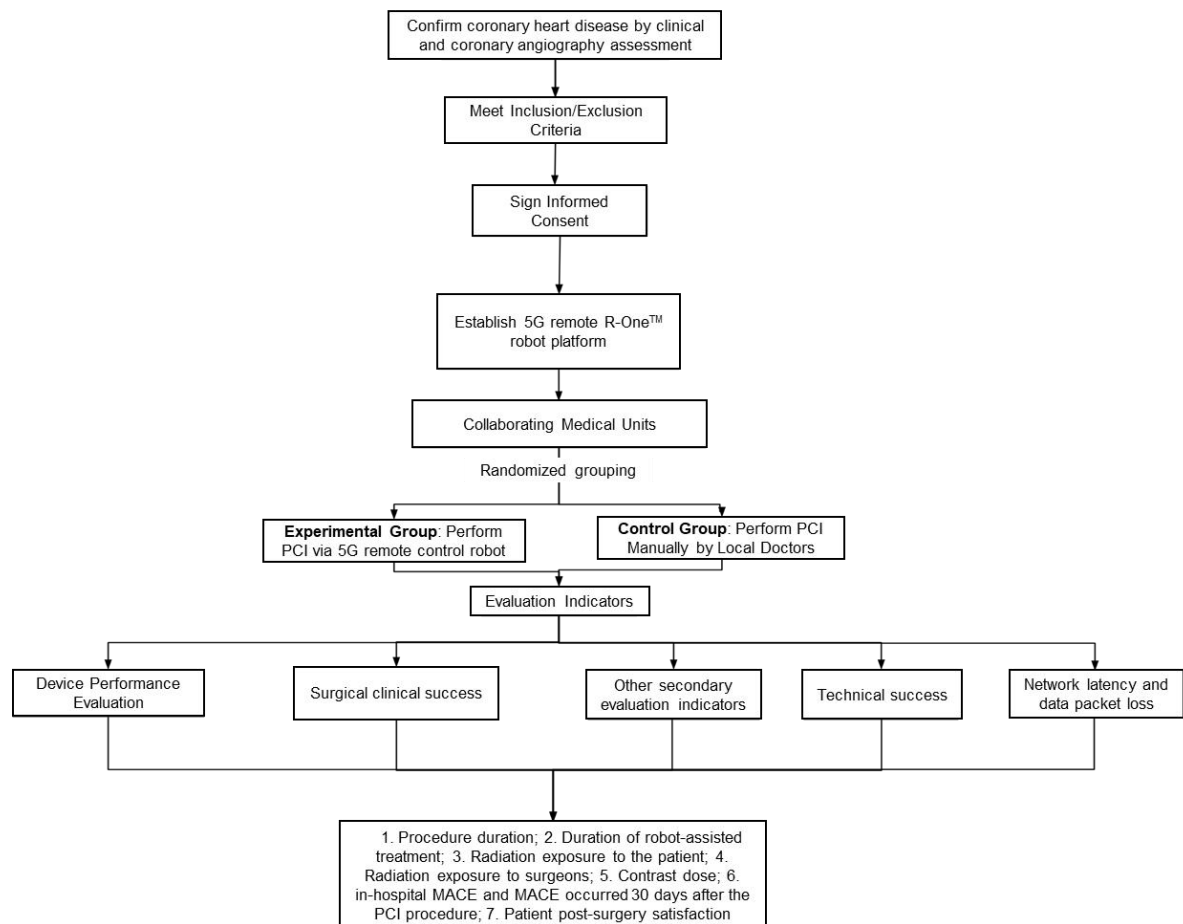 Confirm coronary heart disease by clinical
and coronary angiography assessment
Meet Inclusion/Exclusion
Criteria
Sign Informed
Consent
Establish 5G remote R-One™
robot platform
Collaborating Medical Units
Randomized grouping
Experimental Group: Perform
PCI via 5G remote control robot
Control Group: Perform PCI
Manually by Local Doctors
Evaluation Indicators
Device Performance
Evaluation
Surgical clinical success
Other secondary
evaluation indicators
Technical success
Network latency and
data packet loss
1. Procedure duration; 2. Duration of robot-assisted
treatment; 3. Radiation exposure to the patient; 4.
Radiation exposure to surgeons; 5. Contrast dose; 6.
in-hospital MACE and MACE occurred 30 days after the
PCI procedure; 7. Patient post-surgery satisfaction